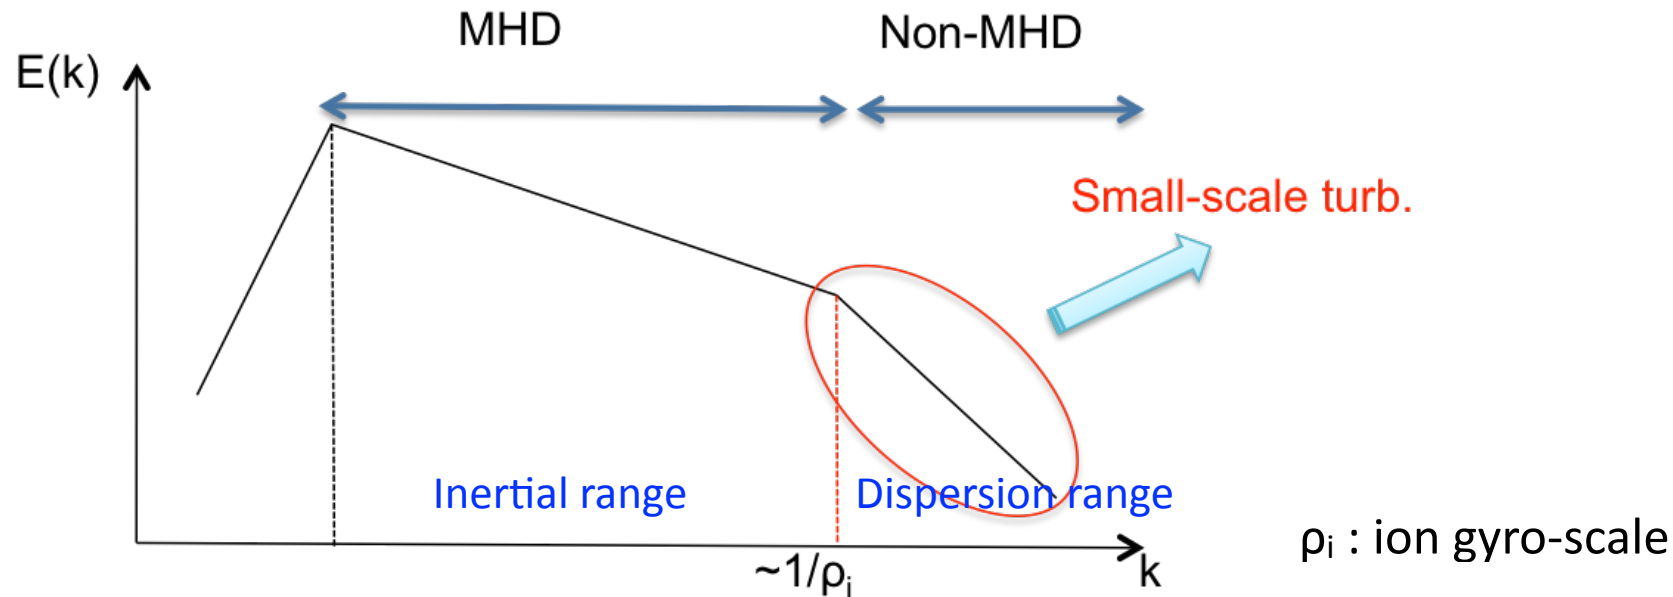 MHD
Non-MHD
E(k)
Small-scale turb.
Inertial range
Dispersion range
~1/ρi
k
ρi : ion gyro-scale